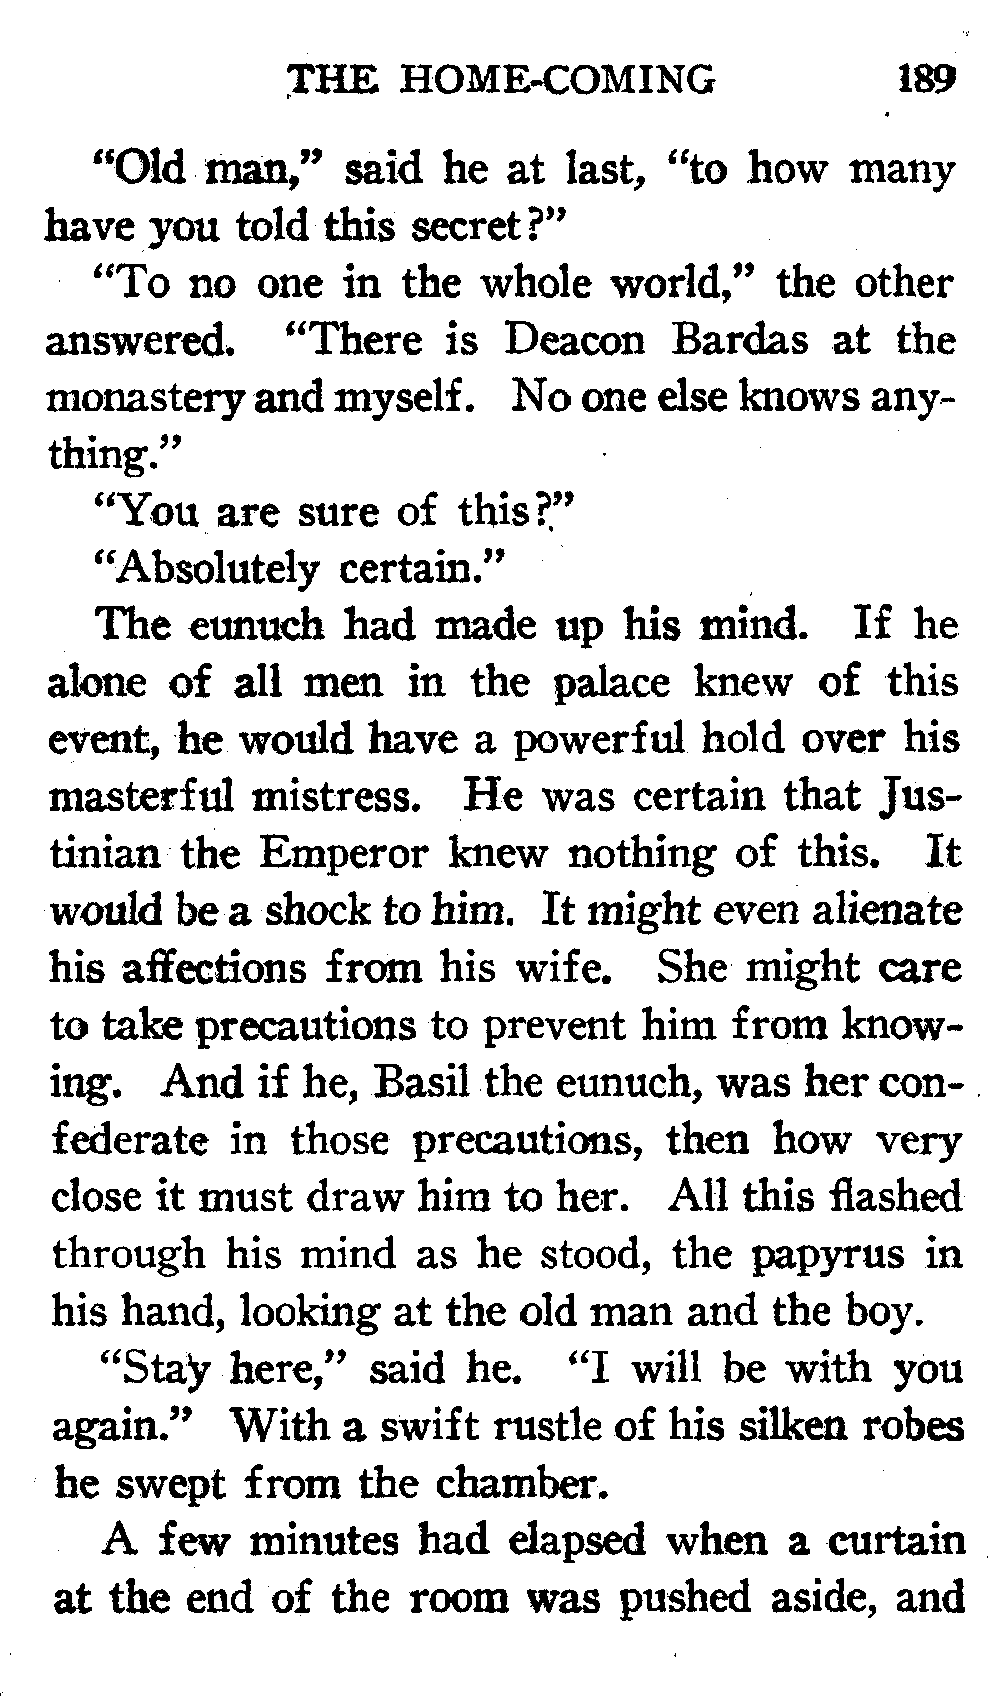 THE HOME-COMING 189
“Old man,” said he at last, “to how many
have you told this secret?”
“To no one in the whole world,” the other
answered. “There is Deacon Bardas at the
monastery and myself. No one else knows any-
thing.”
“You are sure of this?”
“Absolutely certain.”
The eunuch had made up his mind. If he
alone of all men in the palace knew of this
event, he would have a powerful hold over his
masterful mistress. He was certain that Jus-
tinian the Emperor knew nothing of this. It
would be a shock to him. It might even alienate
his affections from his wife. She might care
to take precautions to prevent him from know-
ing. And if he, Basil the eunuch, was her con-
federate in those precautions, then how very
close it must draw him to her. All this flashed
through his mind as he stood, the papyrus in
his hand, looking at the old man and the boy.
“Stay here,” said he. “I will be with you
again.” With a swift rustle of his silken robes
he swept from the chamber.
A few minutes had elapsed when a curtain
at the end of the room was pushed aside, and